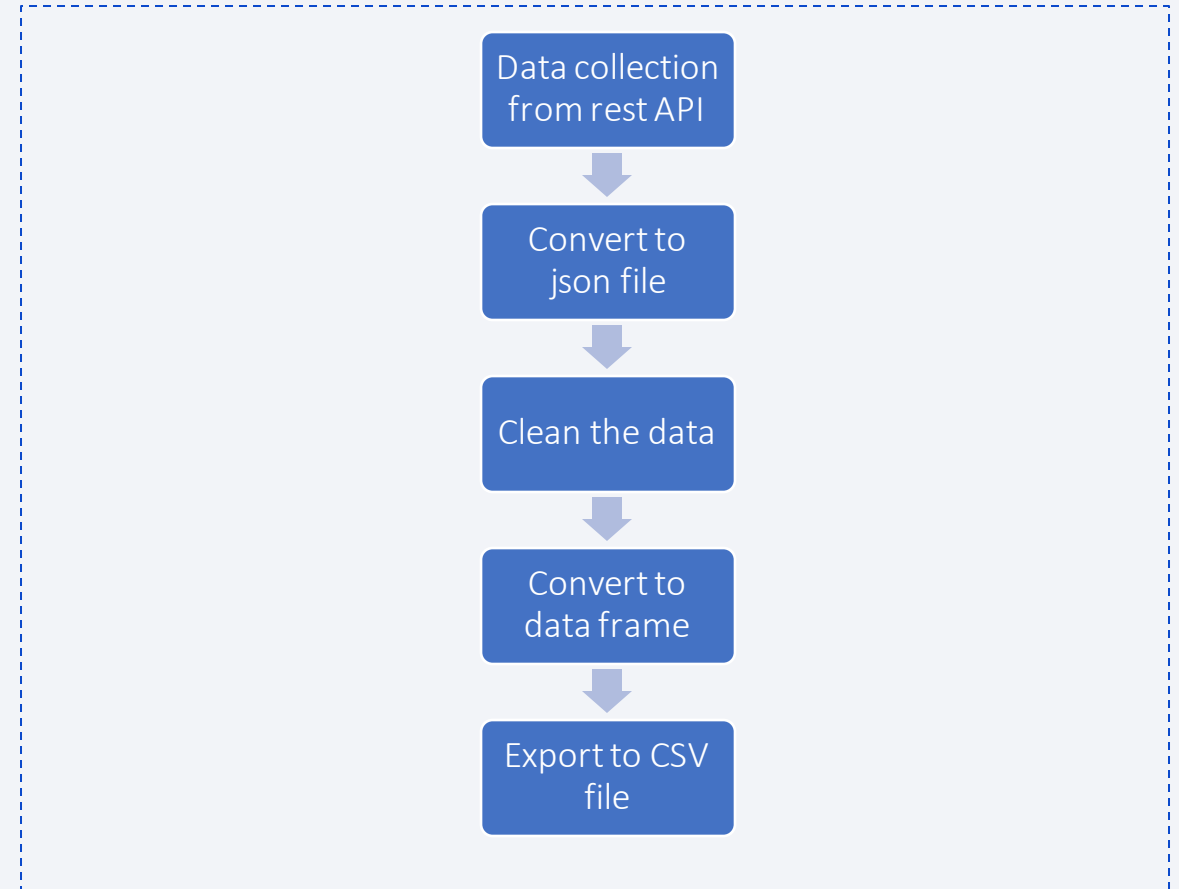 Data collection
from rest API
Convert to
json file
Clean the data
Convert to
data frame
Export to CSV
file